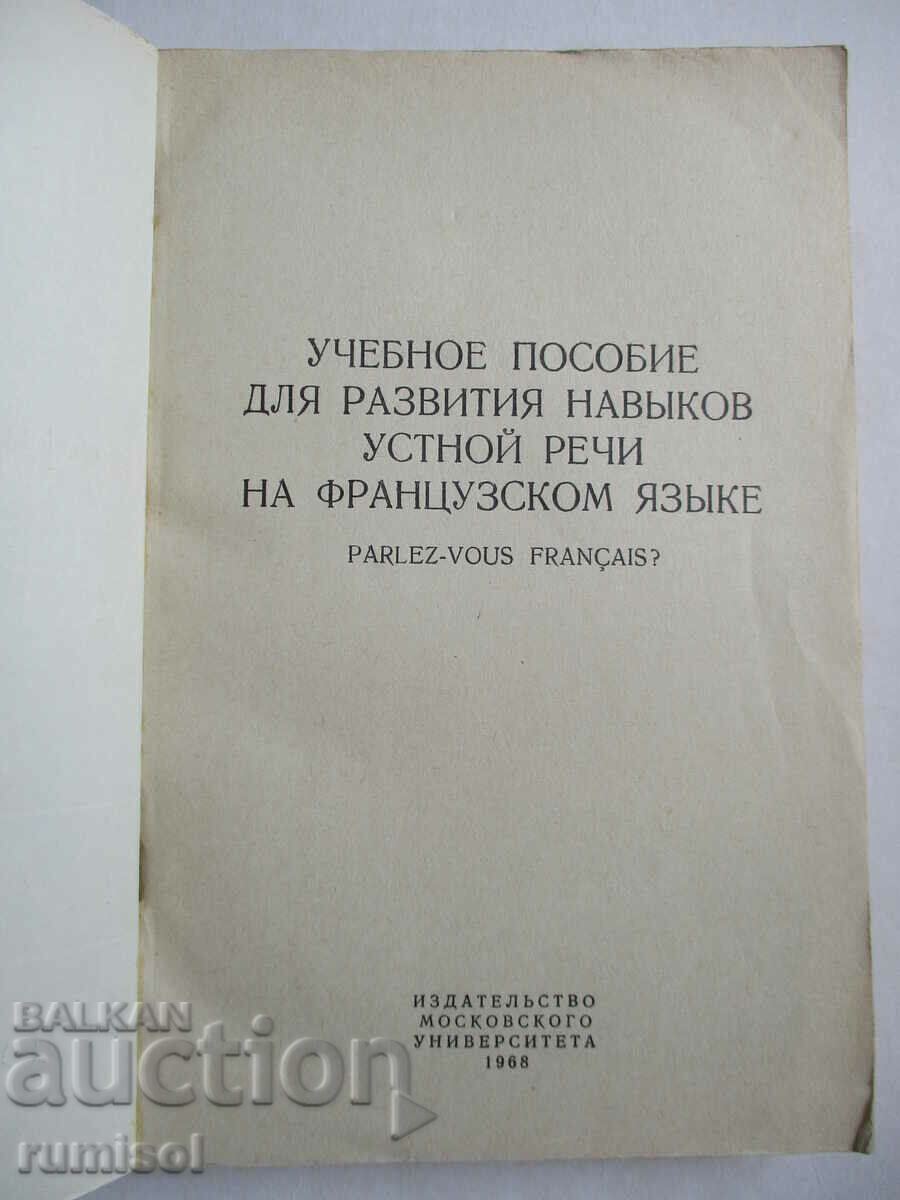 УЧЕБНОЕ ПОСОБИЕ
ДЛЯ РАЗВИТИЯ НАВЫКОВ
УСТНОЙ РЕЧИ
НА ФРАНЦУЗСКОМ ЯЗЫКЕ
PARLEZ-VOUS FRANÇAIS?
ИЗДАТЕЛЬСТВО
МОСКОВСКОГО
УНИВЕРСИТЕТА
1968
BALKAN
auction
rumisol